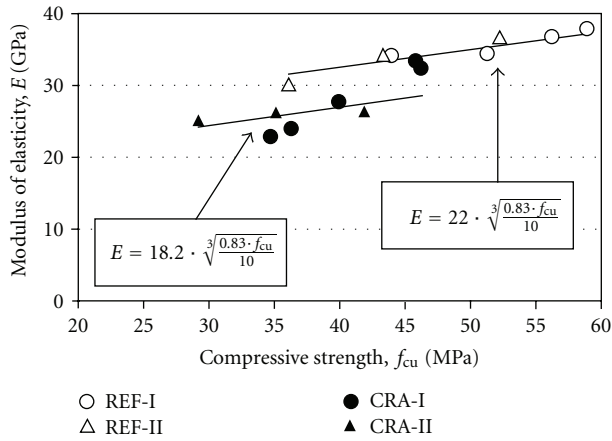 Modulus of elasticity, E (GPa)
40
30
20
10
0
E = 18.2 · ∛(0.83·f_cu/10)
E = 22 · ∛(0.83·f_cu/10)
20 25 30 35 40 45 50 55 60
Compressive strength, f_cu (MPa)
REF-I
REF-II
CRA-I
CRA-II